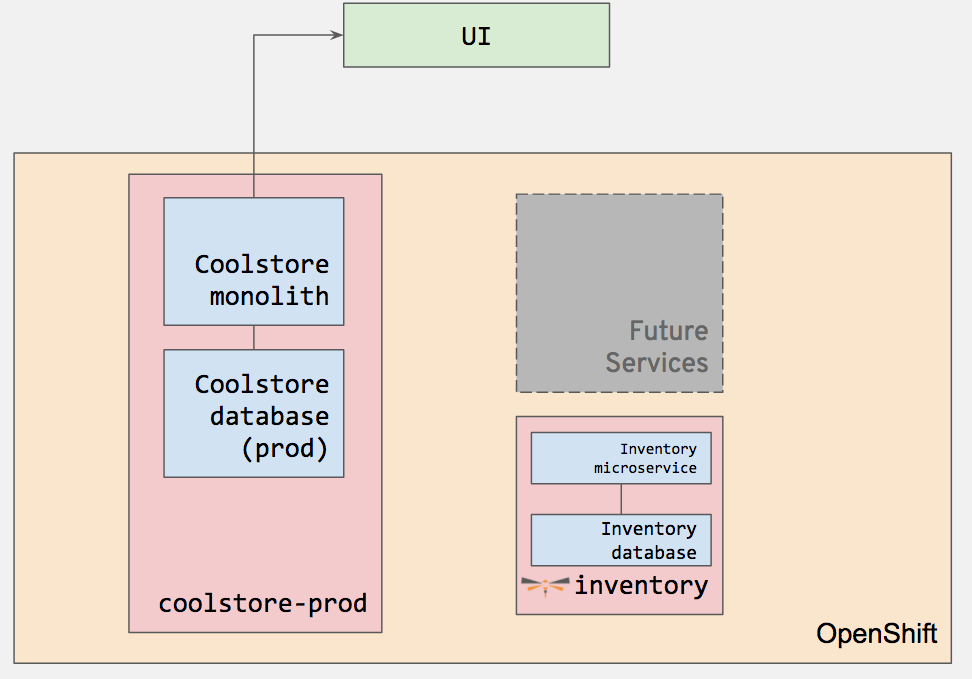 UI
Coolstore
monolith
Coolstore
database
(prod)
coolstore-prod
Future
Services
Inventory
microservice
Inventory
database
inventory
OpenShift